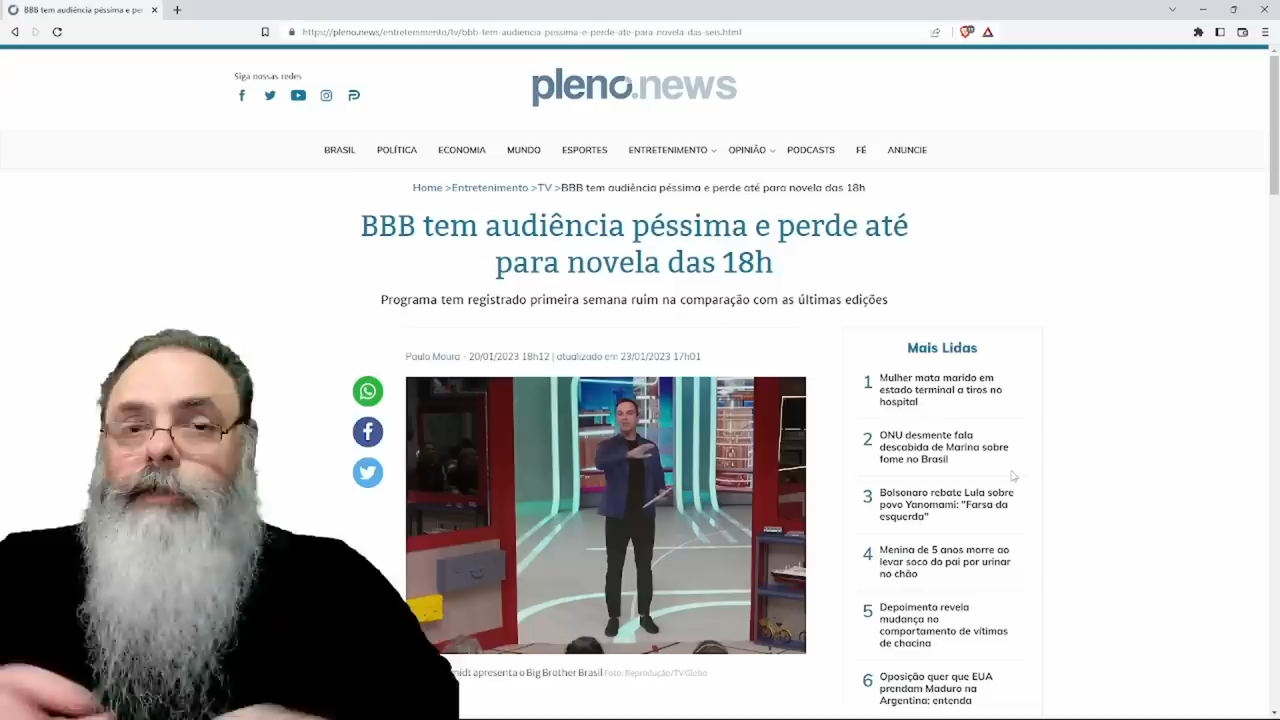 BBB tem audiência péssima e per
https://pleno.news/entretenimento/tv/bbb-tem-audiencia-pessima-e-perde-ate-para-novela-das-seis.html
Siga nossas redes
pleno.news
BRASIL POLÍTICA ECONOMIA MUNDO ESPORTES ENTRETENIMENTO OPINIÃO PODCASTS FÉ ANUNCIE
Home >Entretenimento >TV >BBB tem audiência péssima e perde até para novela das 18h
BBB tem audiência péssima e perde até
para novela das 18h
Programa tem registrado primeira semana ruim na comparação com as últimas edições
Paulo Moura - 20/01/2023 18h12 | atualizado em 23/01/2023 17h01
midt apresenta o Big Brother Brasil Foto: Reprodução/TV Globo
Mais Lidas
1 Mulher mata marido em
estado terminal a tiros no
hospital
2 ONU desmente fala
descabida de Marina sobre
fome no Brasil
3 Bolsonaro rebate Lula sobre
povo Yanomami: "Farsa da
esquerda"
4 Menina de 5 anos morre ao
levar soco do pai por urinar
no chão
5 Depoimento revela
mudança no
comportamento de vítimas
de chacina
6 Oposição quer que EUA
prendam Maduro na
Argentina: entenda